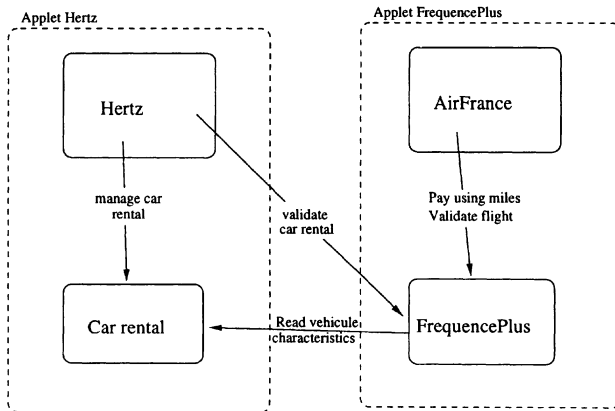 Applet Hertz
Applet FrequencePlus
Hertz
AirFrance
manage car
rental
validate
car rental
Pay using miles
Validate flight
Car rental
Read vehicule
characteristics
FrequencePlus